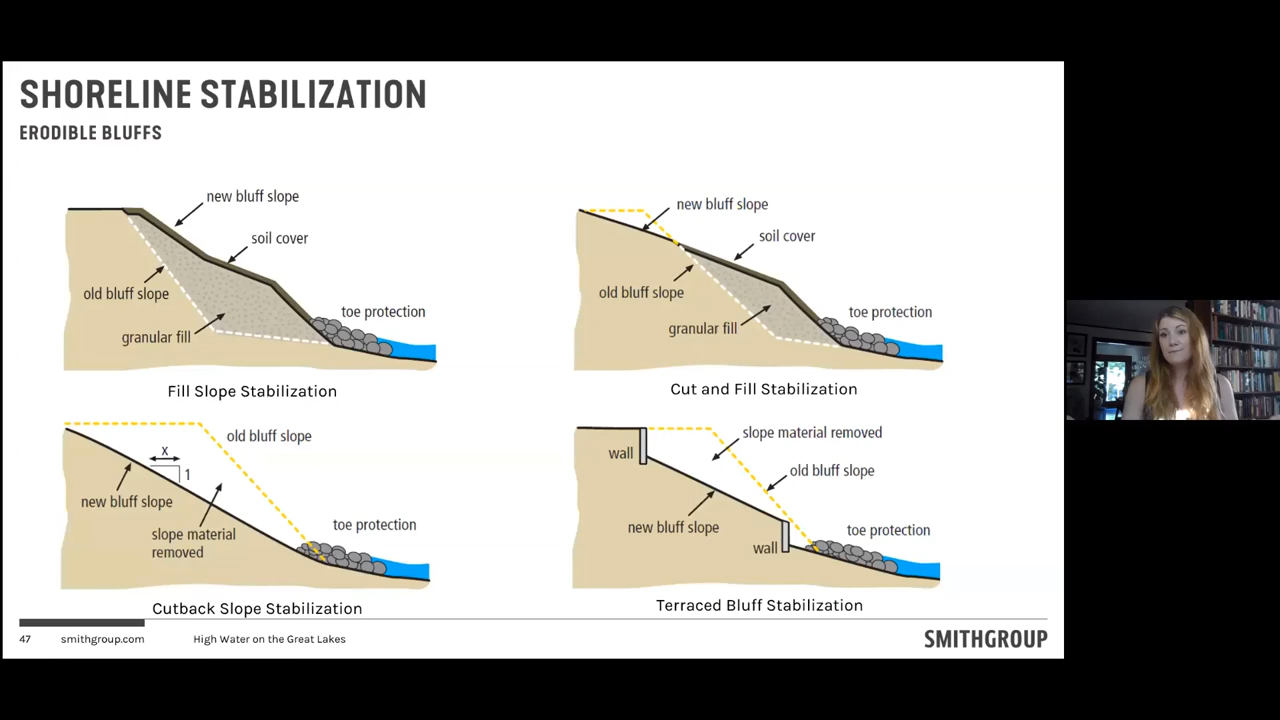 SHORELINE STABILIZATION
ERODIBLE BLUFFS
new bluff slope
soil cover
old bluff slope
granular fill
toe protection
Fill Slope Stabilization
new bluff slope
soil cover
old bluff slope
granular fill
toe protection
Cut and Fill Stabilization
old bluff slope
X
1
new bluff slope
slope material
removed
toe protection
Cutback Slope Stabilization
slope material removed
wall
old bluff slope
new bluff slope
toe protection
wall
Terraced Bluff Stabilization
47
smithgroup.com
High Water on the Great Lakes
SMITHGROUP